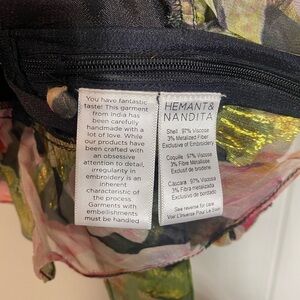 You have fantastic
taste! This garment
from India has
been carefully
handmade with a
lot of love. While
our products have
been crafted with
an obsessive
attention to detail,
irregularity in
embroidery is an
inherent
characteristic of
the process.
Garments with
embellishments
must be handled
HEMANT &
NANDITA
Shell : 97% Viscose
3% Metallized Fiber
Exclusive of Embroidery
Coquille : 97% Viscose
3% Fibre Métallisée
Exclusif de broderie
Cáscara : 97% Viscosa
3% Fibra metalizada
Exclusivo de bordado
See reverse for care
Voir L'inverse Pour Le Soin